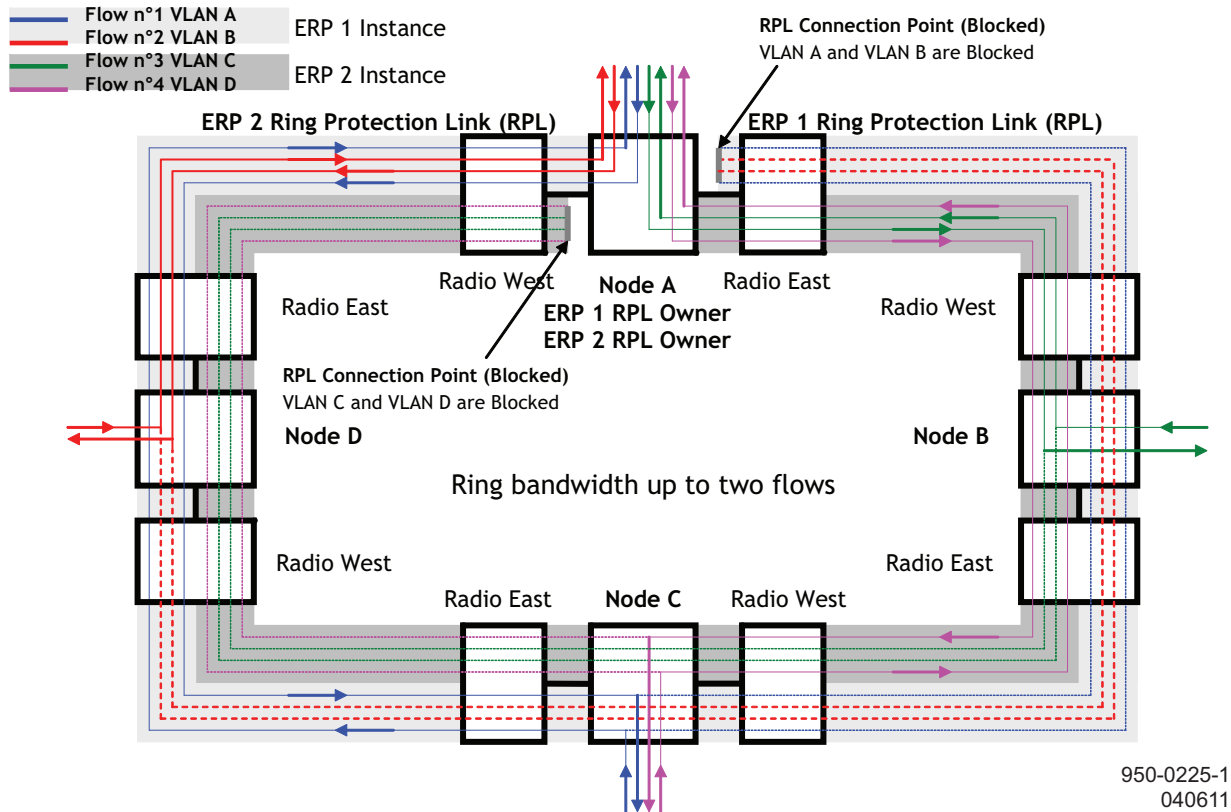 Flow n°1 VLAN A
Flow n°2 VLAN B
ERP 1 Instance
Flow n°3 VLAN C
Flow n°4 VLAN D
ERP 2 Instance
RPL Connection Point (Blocked)
VLAN A and VLAN B are Blocked
ERP 2 Ring Protection Link (RPL)
ERP 1 Ring Protection Link (RPL)
Radio West
Node A
ERP 1 RPL Owner
ERP 2 RPL Owner
Radio East
Radio East
Radio West
RPL Connection Point (Blocked)
VLAN C and VLAN D are Blocked
Node D
Node B
Ring bandwidth up to two flows
Radio West
Radio East
Radio East
Node C
Radio West
950-0225-1
040611